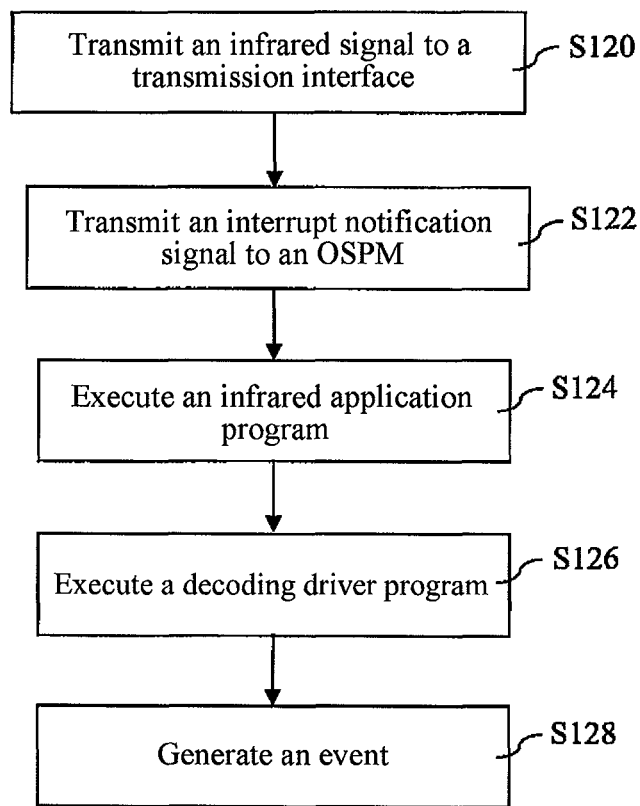 Transmit an infrared signal to a
transmission interface
S120
Transmit an interrupt notification
signal to an OSPM
S122
Execute an infrared application
program
S124
Execute a decoding driver program
S126
Generate an event
S128